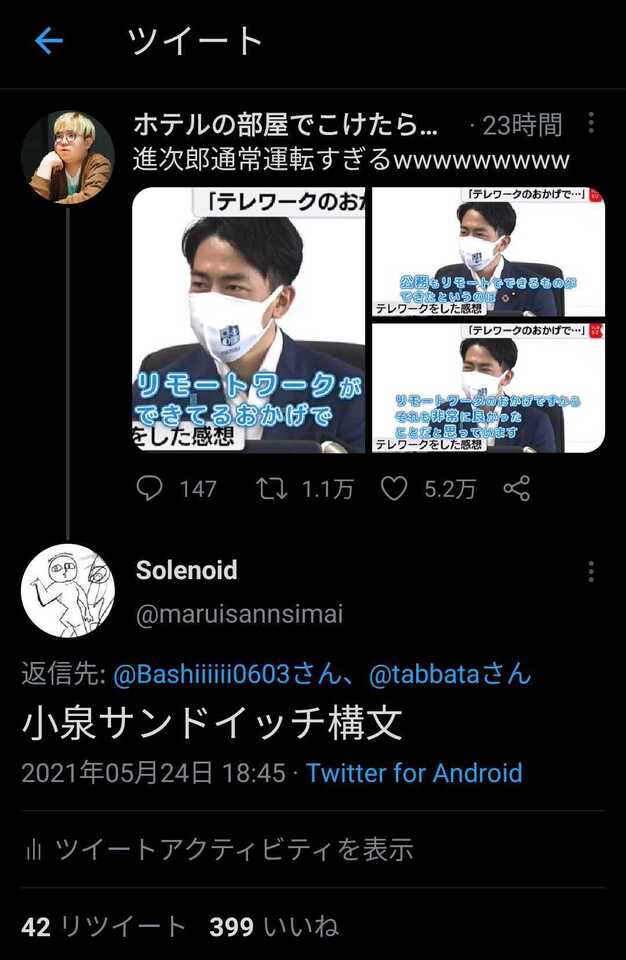 ツイート
ホテルの部屋でこけたら... · 23時間
進次郎通常運転すぎるwwwwwwwww
「テレワークのおか
リモートワークが
できてるおかげで
をした感想
「テレワークのおかげで…」
公務もリモートでできるものが
できたというのは
テレワークをした感想
「テレワークのおかげで…」
リモートワークのおかげですから
それも非常に良かった
ことだと思っています
テレワークをした感想
147 1.1万 5.2万
Solenoid
@maruisannsimai
返信先: @Bashiiiiiii0603さん、@tabbataさん
小泉サンドイッチ構文
2021年05月24日 18:45 · Twitter for Android
ツイートアクティビティを表示
42 リツイート 399 いいね